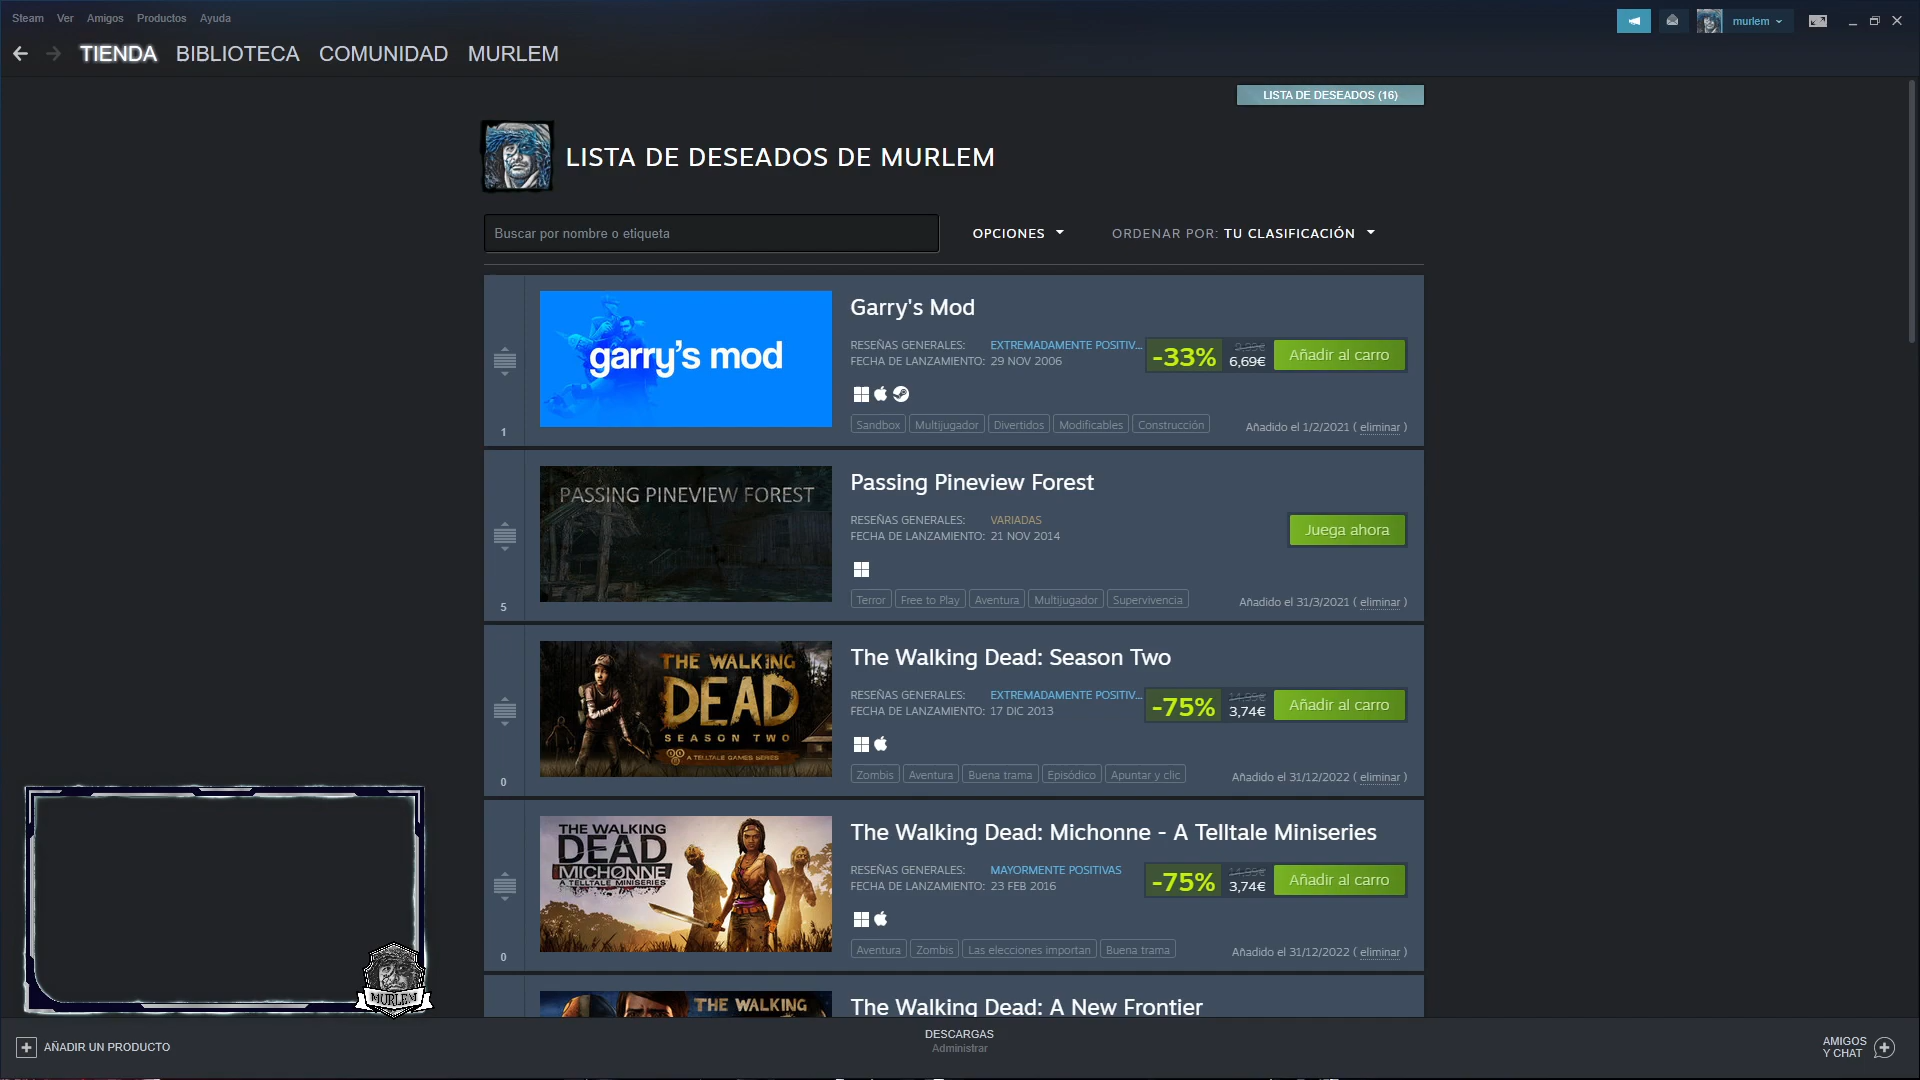 Steam Ver Amigos Productos Ayuda
murlem
TIENDA BIBLIOTECA COMUNIDAD MURLEM
LISTA DE DESEADOS (16)
LISTA DE DESEADOS DE MURLEM
Buscar por nombre o etiqueta
OPCIONES
ORDENAR POR: TU CLASIFICACIÓN
1
garry's mod
Garry's Mod
RESEÑAS GENERALES: EXTREMADAMENTE POSITIV...
FECHA DE LANZAMIENTO: 29 NOV 2006
-33% 9,99€ 6,69€ Añadir al carro
Sandbox Multijugador Divertidos Modificables Construcción
Añadido el 1/2/2021 ( eliminar )
5
PASSING PINEVIEW FOREST
Passing Pineview Forest
RESEÑAS GENERALES: VARIADAS
FECHA DE LANZAMIENTO: 21 NOV 2014
Juega ahora
Terror Free to Play Aventura Multijugador Supervivencia
Añadido el 31/3/2021 ( eliminar )
0
THE WALKING
DEAD
SEASON TWO
A TELLTALE GAMES SERIES
The Walking Dead: Season Two
RESEÑAS GENERALES: EXTREMADAMENTE POSITIV...
FECHA DE LANZAMIENTO: 17 DIC 2013
-75% 14,99€ 3,74€ Añadir al carro
Zombis Aventura Buena trama Episódico Apuntar y clic
Añadido el 31/12/2022 ( eliminar )
0
THE WALKING
DEAD
MICHONNE
A TELLTALE MINISERIES
The Walking Dead: Michonne - A Telltale Miniseries
RESEÑAS GENERALES: MAYORMENTE POSITIVAS
FECHA DE LANZAMIENTO: 23 FEB 2016
-75% 14,99€ 3,74€ Añadir al carro
Aventura Zombis Las elecciones importan Buena trama
Añadido el 31/12/2022 ( eliminar )
THE WALKING
The Walking Dead: A New Frontier
MURLEM
AÑADIR UN PRODUCTO
DESCARGAS
Administrar
AMIGOS
Y CHAT